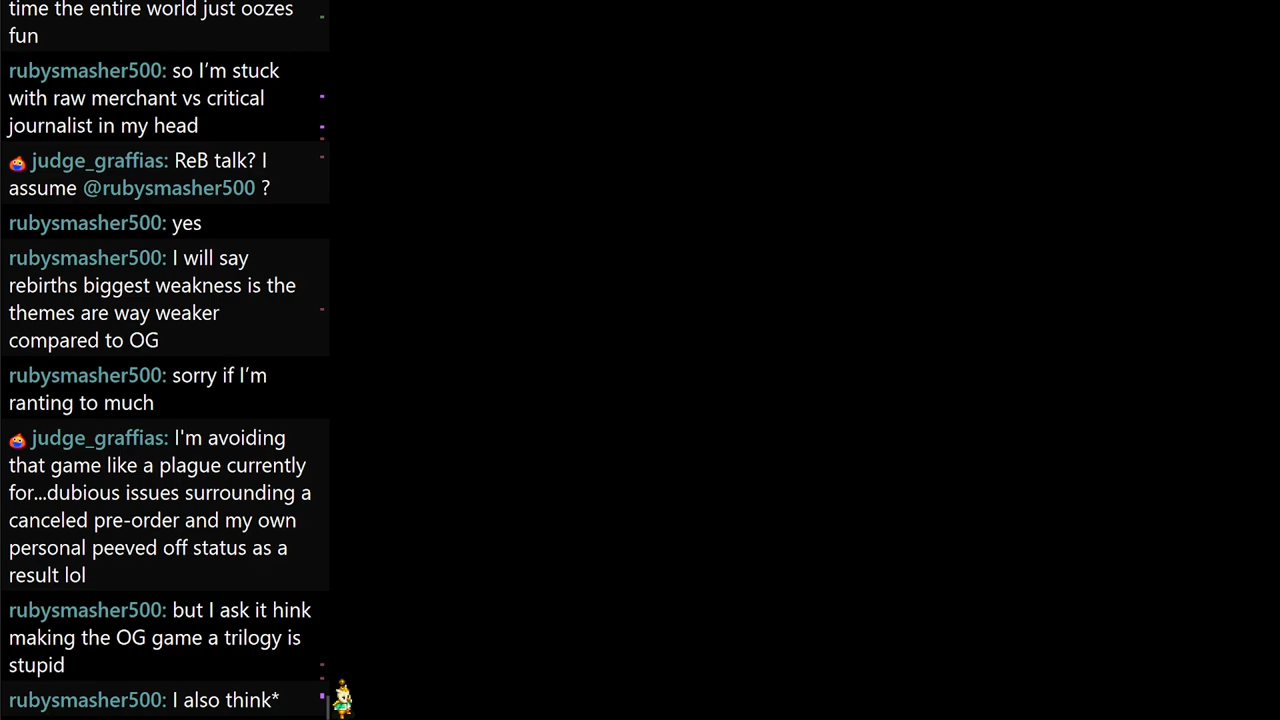 time the entire world just oozes
fun
rubysmasher500: so I’m stuck
with raw merchant vs critical
journalist in my head
judge_graffias: ReB talk? I
assume @rubysmasher500 ?
rubysmasher500: yes
rubysmasher500: I will say
rebirths biggest weakness is the
themes are way weaker
compared to OG
rubysmasher500: sorry if I’m
ranting to much
judge_graffias: I'm avoiding
that game like a plague currently
for...dubious issues surrounding a
canceled pre-order and my own
personal peeved off status as a
result lol
rubysmasher500: but I ask it hink
making the OG game a trilogy is
stupid
rubysmasher500: I also think*